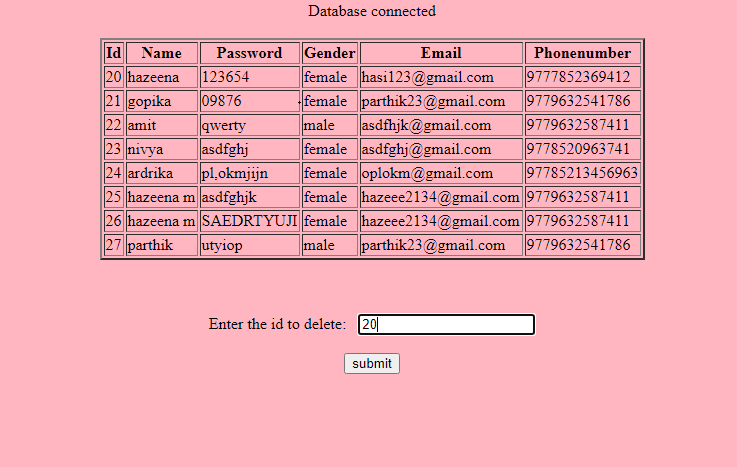 Database connected
Id Name Password Gender Email Phonenumber
20 hazeena 123654 female hasi123@gmail.com 9777852369412
21 gopika 09876 female parthik23@gmail.com 9779632541786
22 amit qwerty male asdfhjk@gmail.com 9779632587411
23 nivya asdfghj female asdfghj@gmail.com 9778520963741
24 ardrika pl,okmjijn female oplokm@gmail.com 97785213456963
25 hazeena m asdfghjk female hazeee2134@gmail.com 9779632587411
26 hazeena m SAEDRTYUJI female hazeee2134@gmail.com 9779632587411
27 parthik utyiop male parthik23@gmail.com 9779632541786
Enter the id to delete: 20
submit